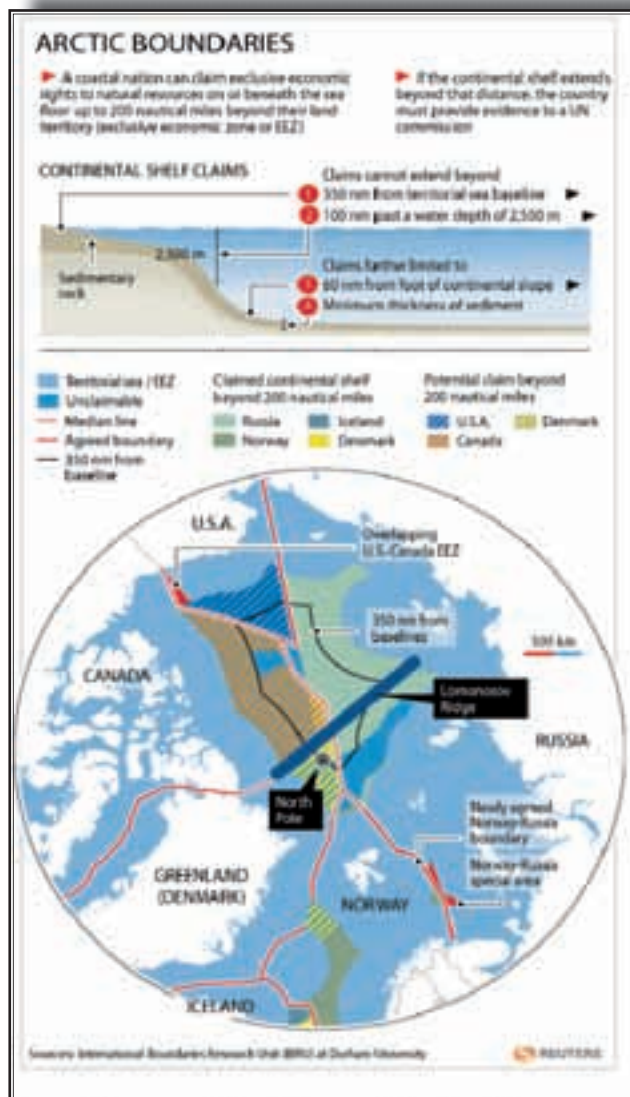 ARCTIC BOUNDARIES
A coastal nation can claim exclusive economic
rights to natural resources on or beneath the sea
floor up to 200 nautical miles beyond their land
territory (exclusive economic zone or EEZ)
If the continental shelf extends
beyond that distance, the country
must provide evidence to a UN
commission
CONTINENTAL SHELF CLAIMS
Claims cannot extend beyond
1 350 nm from territorial sea baseline
2 100 nm past a water depth of 2,500 m
2,500 m
Sedimentary
rock
Claims further limited to
60 nm from foot of continental slope
Minimum thickness of sediment
Territorial sea / EEZ
Unclaimable
Median line
Agreed boundary
350 nm from
baseline
Claimed continental shelf
beyond 200 nautical miles
Russia
Iceland
Norway
Denmark
Potential claim beyond
200 nautical miles
U.S.A.
Denmark
Canada
U.S.A.
Overlapping
U.S.-Canada EEZ
350 nm from
baselines
500 km
CANADA
Lomonosov
Ridge
RUSSIA
North
Pole
Newly agreed
Norway-Russia
boundary
Norway-Russia
special area
GREENLAND
(DENMARK)
NORWAY
ICELAND
Sources: International Boundaries Research Unit (IBRU) at Durham University
REUTERS